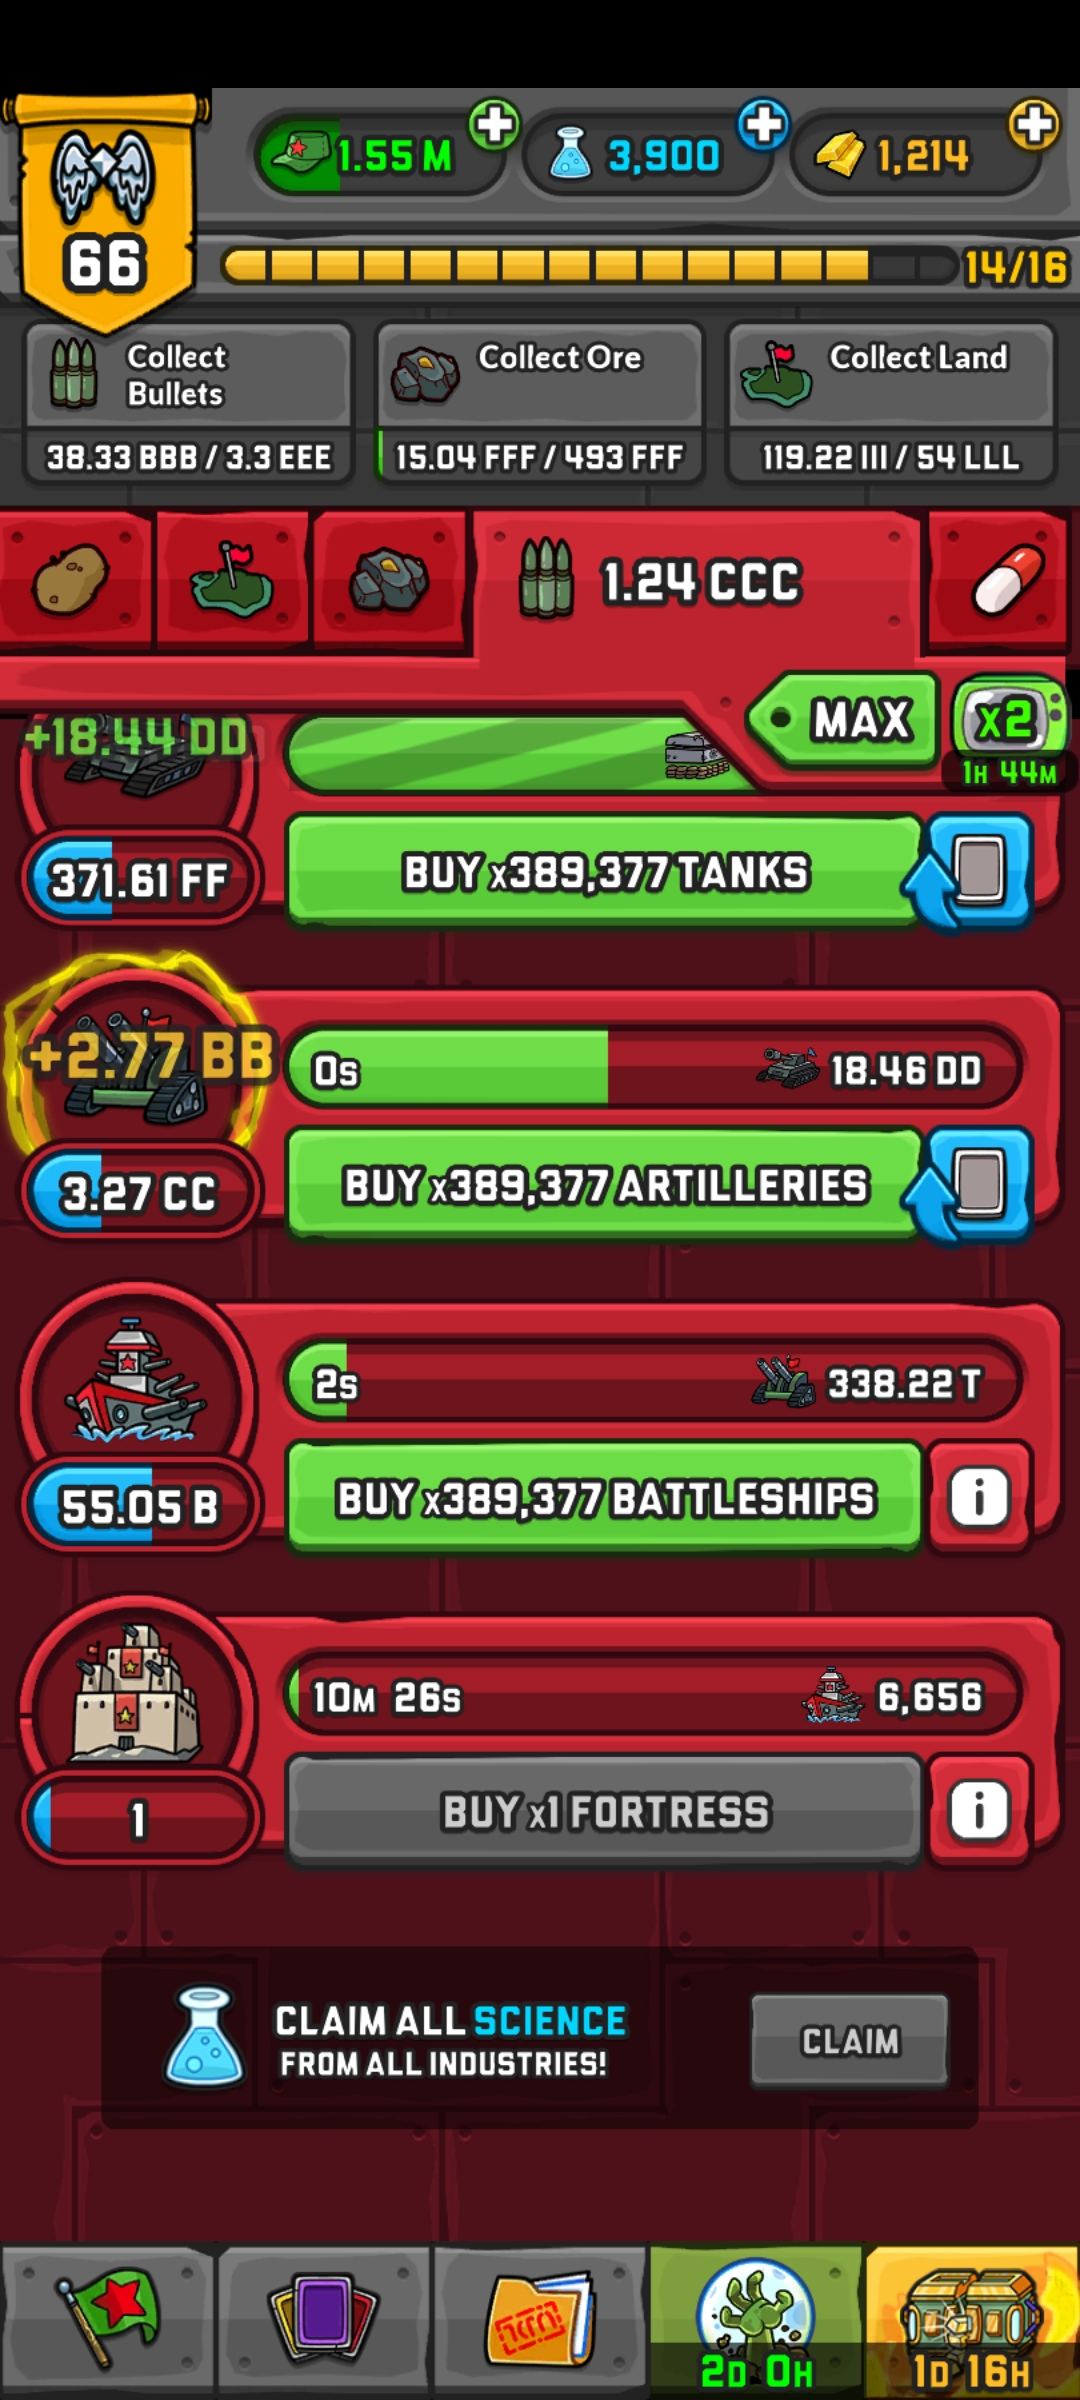 1.55 M
3,900
1,214
66
14/16
Collect
Bullets
Collect Ore
Collect Land
38.33 BBB / 3.3 EEE
15.04 FFF / 493 FFF
119.22 III / 54 LLL
1.24 CCC
MAX
x2
1H 44M
+18.44 DD
371.61 FF
BUY x389,377 TANKS
+2.77 BB
0s
18.46 DD
3.27 CC
BUY x389,377 ARTILLERIES
2s
338.22 T
55.05 B
BUY x389,377 BATTLESHIPS
i
10M 26s
6,656
1
BUY x1 FORTRESS
i
CLAIM ALL SCIENCE
FROM ALL INDUSTRIES!
CLAIM
2D 0H
1D 16H